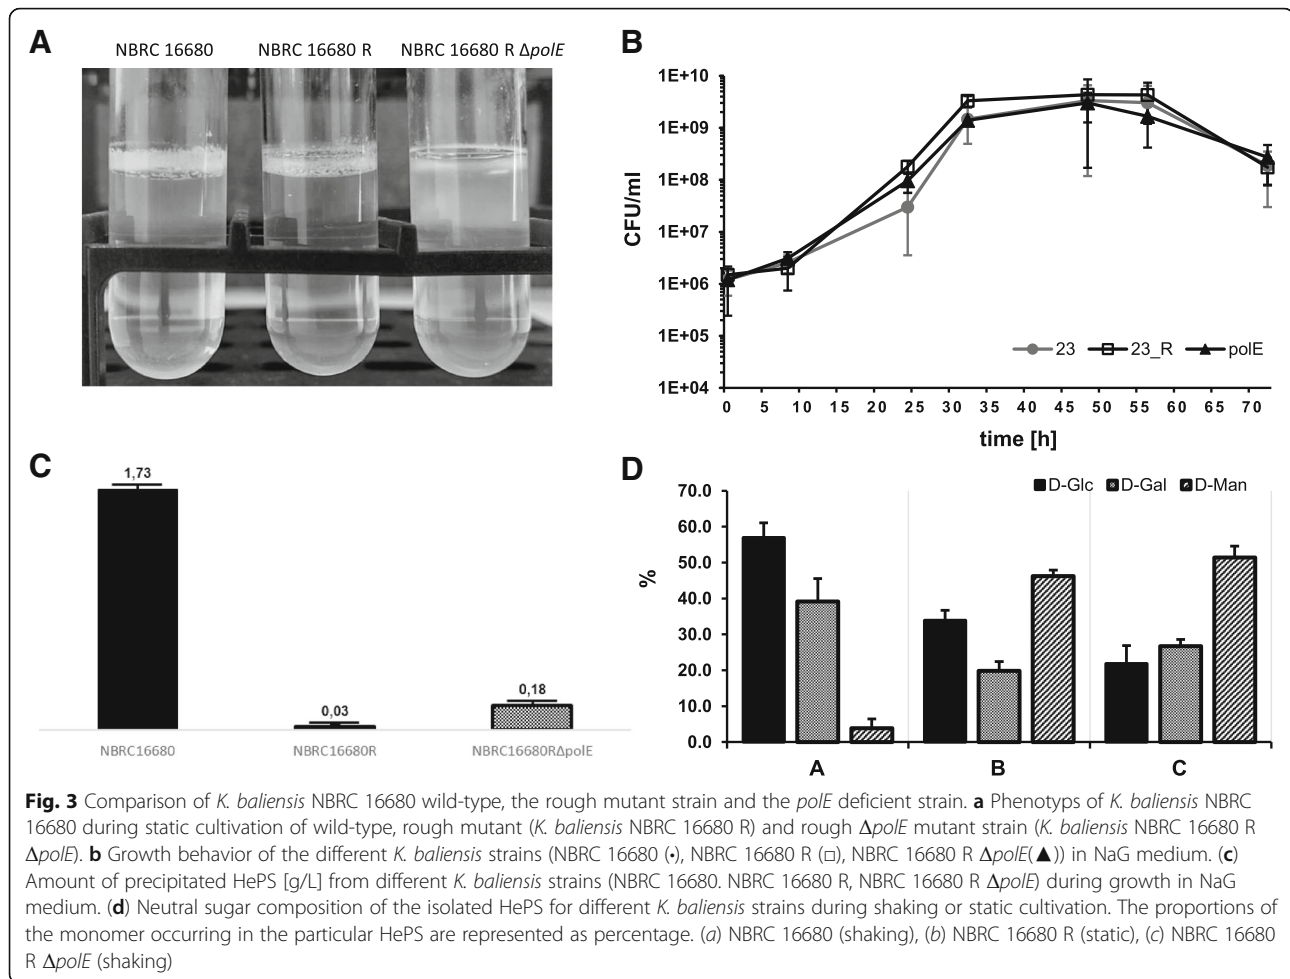 A
NBRC 16680
NBRC 16680 R
NBRC 16680 R ΔpolE
B
1E+10
1E+09
1E+08
1E+07
1E+06
1E+05
1E+04
CFU/ml
0 5 10 15 20 25 30 35 40 45 50 55 60 65 70
time [h]
23 23_R polE
C
1,73
0,03
0,18
NBRC16680
NBRC16680R
NBRC16680RΔpolE
D
D-Glc D-Gal D-Man
70.0
60.0
50.0
40.0
30.0
20.0
10.0
0.0
%
A B C
Fig. 3 Comparison of K. baliensis NBRC 16680 wild-type, the rough mutant strain and the polE deficient strain. a Phenotyps of K. baliensis NBRC
16680 during static cultivation of wild-type, rough mutant (K. baliensis NBRC 16680 R) and rough ΔpolE mutant strain (K. baliensis NBRC 16680 R
ΔpolE). b Growth behavior of the different K. baliensis strains (NBRC 16680 (•), NBRC 16680 R (□), NBRC 16680 R ΔpolE(▲)) in NaG medium. (c)
Amount of precipitated HePS [g/L] from different K. baliensis strains (NBRC 16680. NBRC 16680 R, NBRC 16680 R ΔpolE) during growth in NaG
medium. (d) Neutral sugar composition of the isolated HePS for different K. baliensis strains during shaking or static cultivation. The proportions of
the monomer occurring in the particular HePS are represented as percentage. (a) NBRC 16680 (shaking), (b) NBRC 16680 R (static), (c) NBRC 16680
R ΔpolE (shaking)